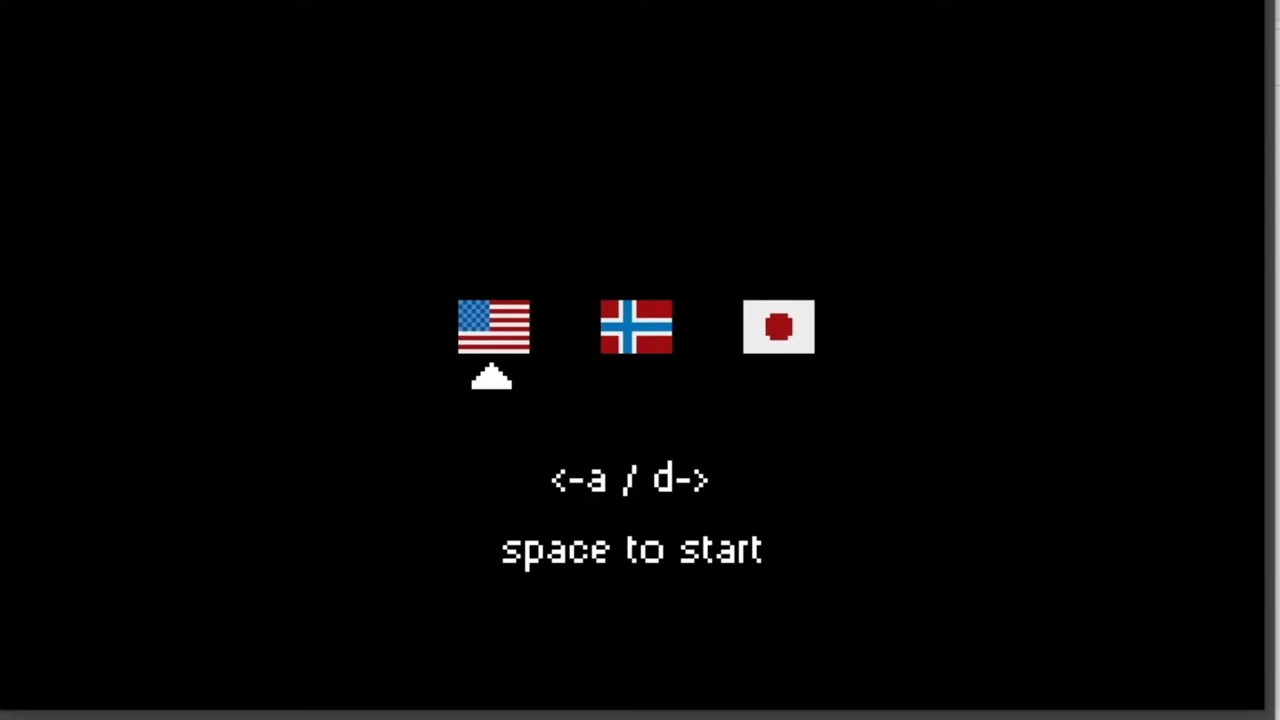 <-a / d->
space to start